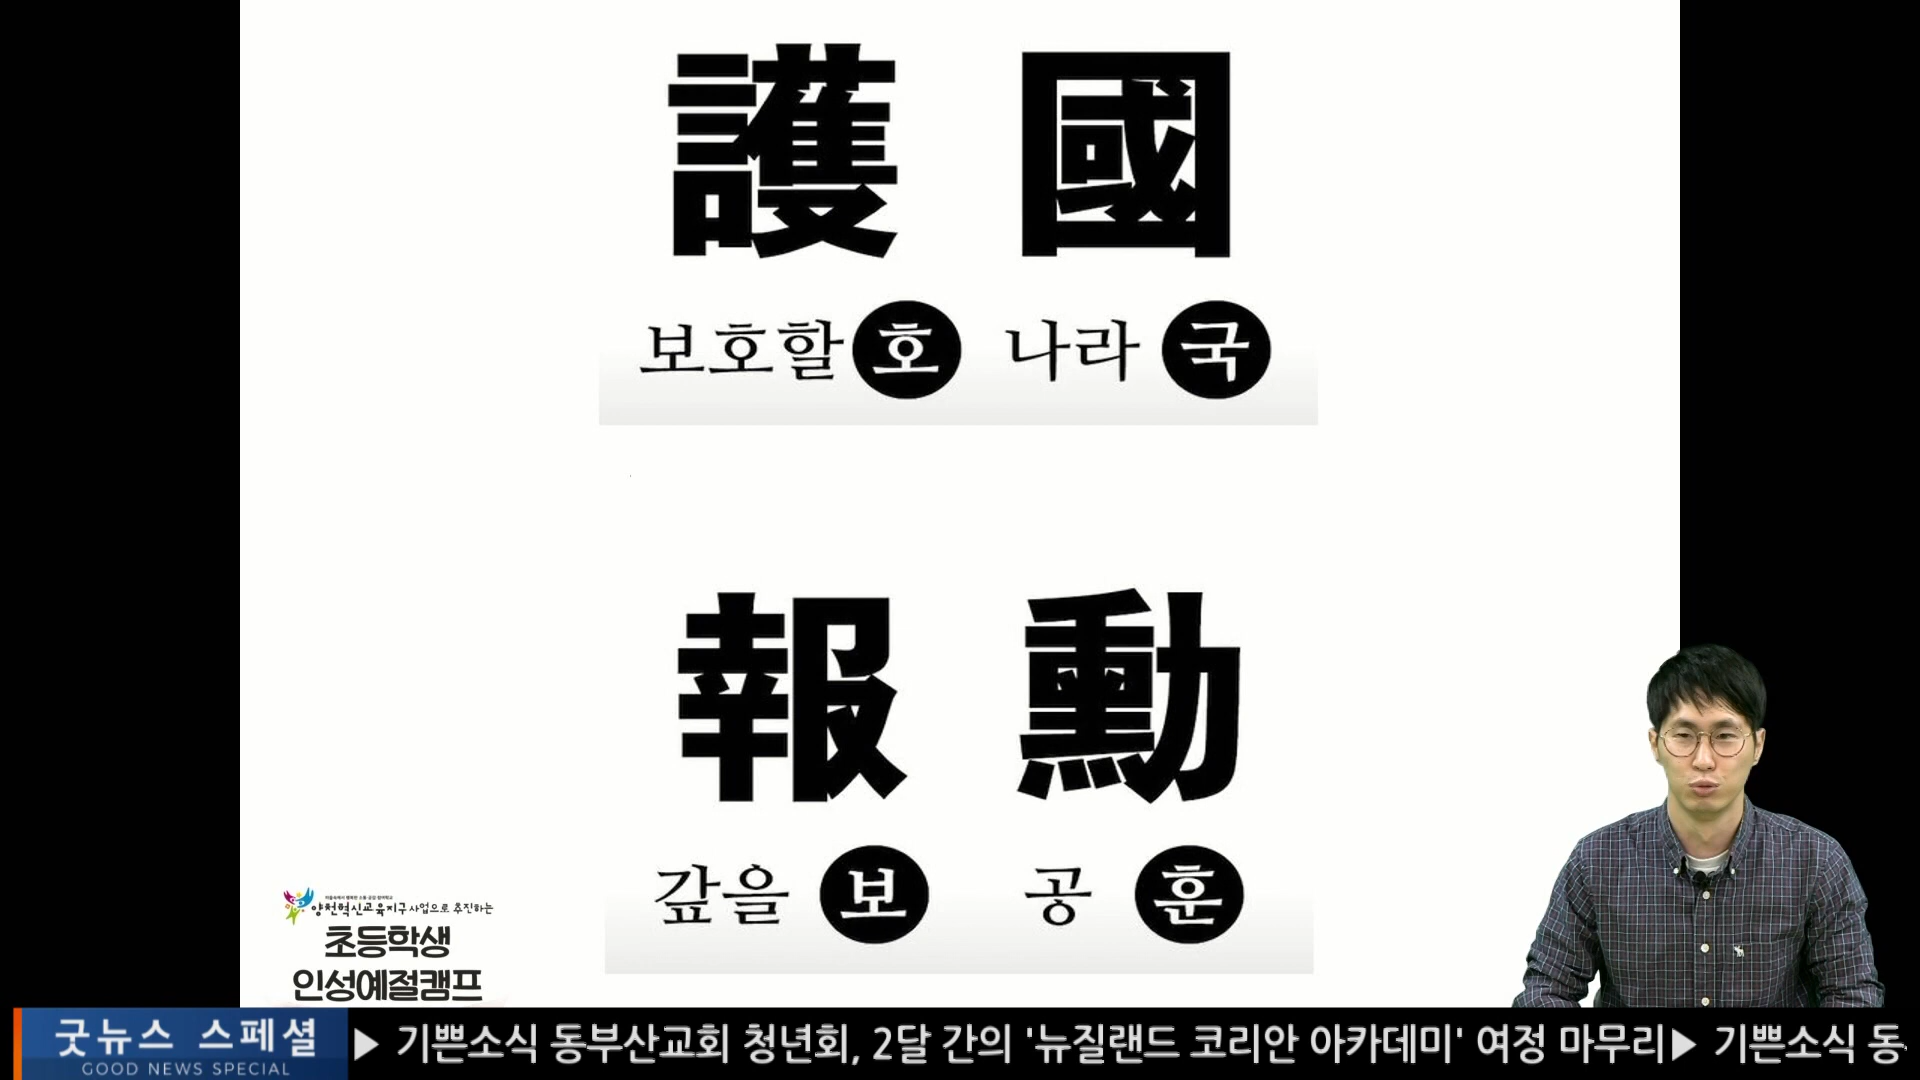 護 國
보호할 호 나라 국
報 勳
갚을 보 공 훈
양천혁신교육지구 사업으로 추진하는
초등학생
인성예절캠프
굿뉴스 스페셜
GOOD NEWS SPECIAL
▶ 기쁜소식 동부산교회 청년회, 2달 간의 '뉴질랜드 코리안 아카데미' 여정 마무리▶ 기쁜소식 동